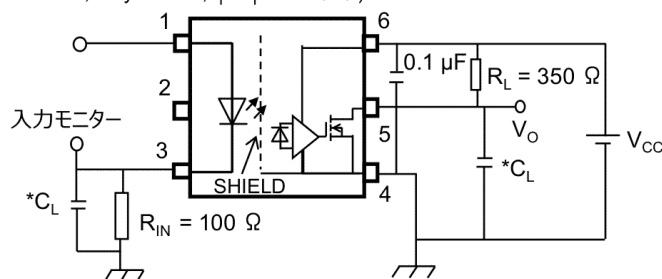 1
6
0.1 μF
R_L = 350 Ω
2
入力モニター
5
V_O
V_CC
3
*C_L
4
SHIELD
*C_L
R_IN = 100 Ω